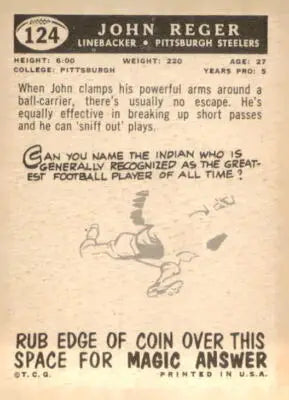 124
JOHN REGER
LINEBACKER • PITTSBURGH STEELERS
HEIGHT: 6:00 WEIGHT: 220 AGE: 27
COLLEGE: PITTSBURGH YEARS PRO: 5
When John clamps his powerful arms around a
ball-carrier, there's usually no escape. He's
equally effective in breaking up short passes
and he can 'sniff out' plays.
CAN YOU NAME THE INDIAN WHO IS
GENERALLY RECOGNIZED AS THE GREAT-
EST FOOTBALL PLAYER OF ALL TIME?
RUB EDGE OF COIN OVER THIS
SPACE FOR MAGIC ANSWER
©T.C.G. PRINTED IN U.S.A.